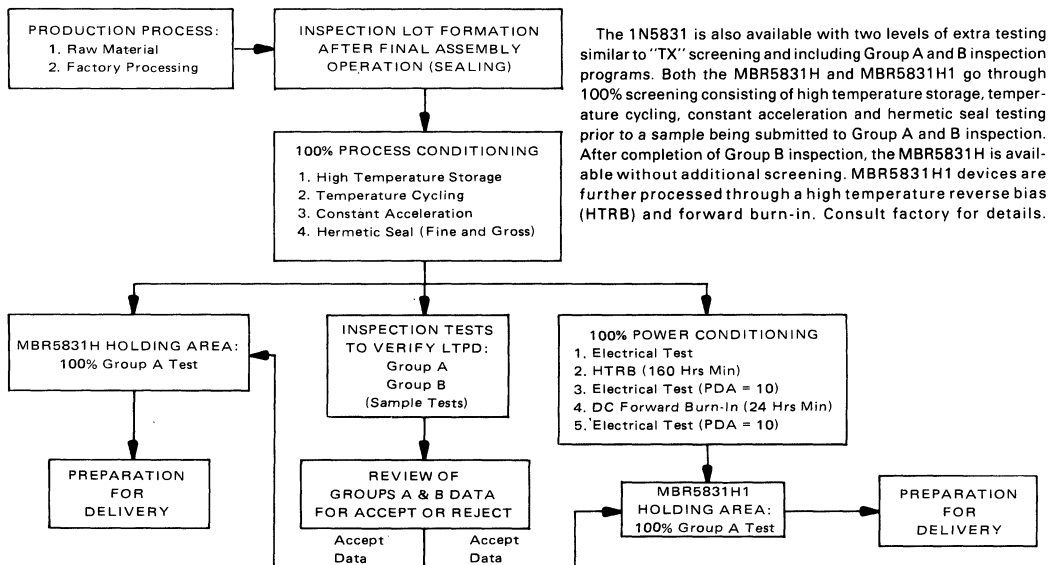 PRODUCTION PROCESS:
1. Raw Material
2. Factory Processing
INSPECTION LOT FORMATION
AFTER FINAL ASSEMBLY
OPERATION (SEALING)
The 1N5831 is also available with two levels of extra testing
similar to "TX" screening and including Group A and B inspection
programs. Both the MBR5831H and MBR5831H1 go through
100% screening consisting of high temperature storage, temper-
ature cycling, constant acceleration and hermetic seal testing
prior to a sample being submitted to Group A and B inspection.
After completion of Group B inspection, the MBR5831H is avail-
able without additional screening. MBR5831H1 devices are
further processed through a high temperature reverse bias
(HTRB) and forward burn-in. Consult factory for details.
100% PROCESS CONDITIONING
1. High Temperature Storage
2. Temperature Cycling
3. Constant Acceleration
4. Hermetic Seal (Fine and Gross)
MBR5831H HOLDING AREA:
100% Group A Test
INSPECTION TESTS
TO VERIFY LTPD:
Group A
Group B
(Sample Tests)
100% POWER CONDITIONING
1. Electrical Test
2. HTRB (160 Hrs Min)
3. Electrical Test (PDA = 10)
4. DC Forward Burn-In (24 Hrs Min)
5. Electrical Test (PDA = 10)
PREPARATION
FOR
DELIVERY
REVIEW OF
GROUPS A & B DATA
FOR ACCEPT OR REJECT
MBR5831H1
HOLDING AREA:
100% Group A Test
PREPARATION
FOR
DELIVERY
Accept
Data
Accept
Data